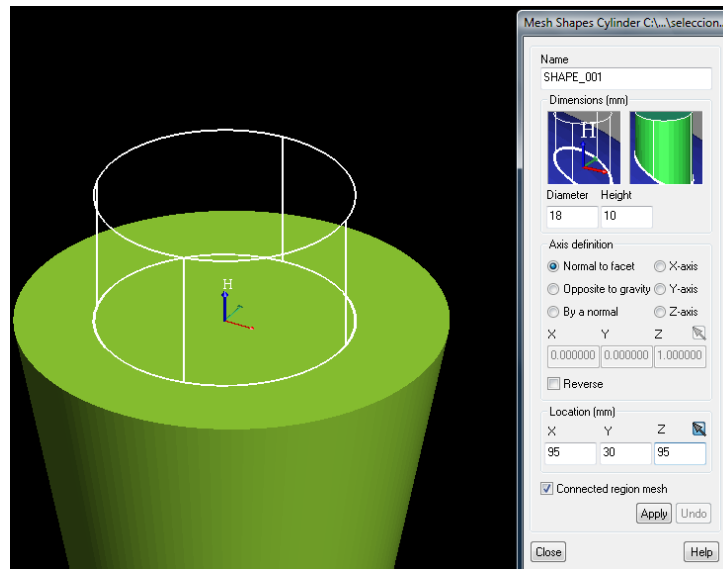 Mesh Shapes Cylinder C:\...\seleccion...
Name
SHAPE_001
Dimensions (mm)
H
H
Diameter Height
18 10
Axis definition
Normal to facet X-axis
Opposite to gravity Y-axis
By a normal Z-axis
X Y Z
0.000000 0.000000 1.000000
Reverse
Location (mm)
X Y Z
95 30 95
Connected region mesh
Apply Undo
Close Help